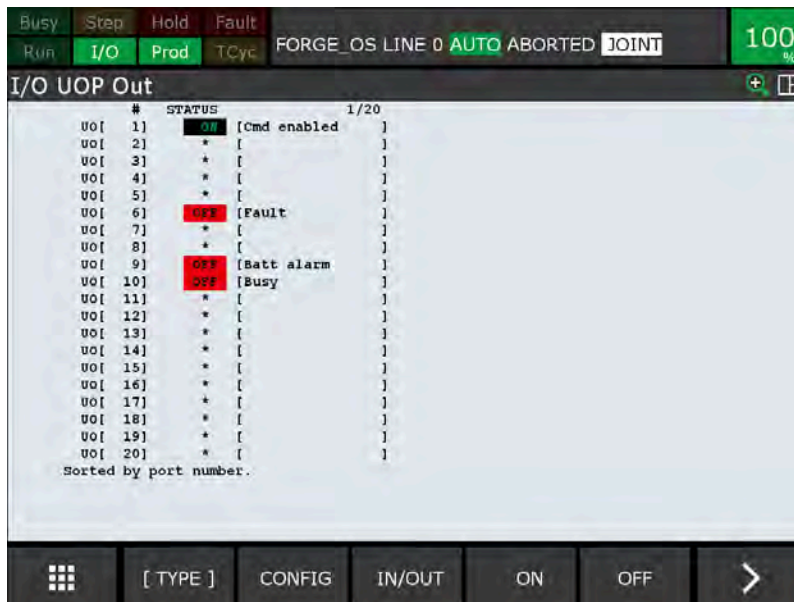 Busy Step Hold Fault
Run I/O Prod TCyc
FORGE_OS LINE 0 AUTO ABORTED JOINT
100
%
I/O UOP Out
# STATUS 1/20
UO[ 1] ON [Cmd enabled ]
UO[ 2] * [ ]
UO[ 3] * [ ]
UO[ 4] * [ ]
UO[ 5] * [ ]
UO[ 6] OFF [Fault ]
UO[ 7] * [ ]
UO[ 8] * [ ]
UO[ 9] OFF [Batt alarm ]
UO[ 10] OFF [Busy ]
UO[ 11] * [ ]
UO[ 12] * [ ]
UO[ 13] * [ ]
UO[ 14] * [ ]
UO[ 15] * [ ]
UO[ 16] * [ ]
UO[ 17] * [ ]
UO[ 18] * [ ]
UO[ 19] * [ ]
UO[ 20] * [ ]
Sorted by port number.
[ TYPE ] CONFIG IN/OUT ON OFF >